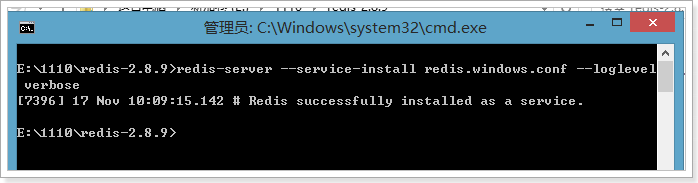 管理员: C:\Windows\system32\cmd.exe
E:\1110\redis-2.8.9>redis-server --service-install redis.windows.conf --loglevel
verbose
[7396] 17 Nov 10:09:15.142 # Redis successfully installed as a service.
E:\1110\redis-2.8.9>